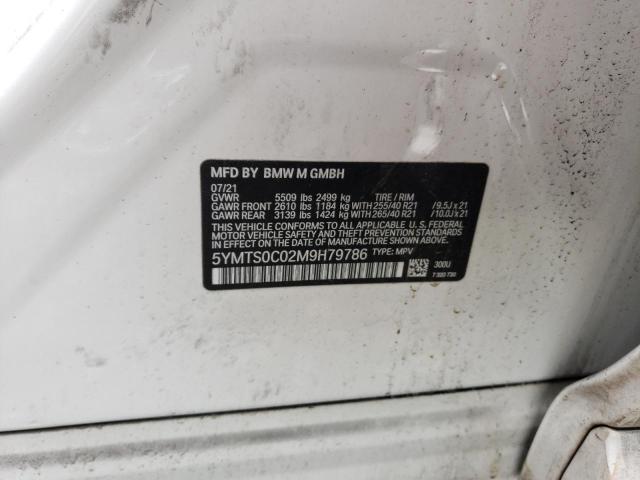 MFD BY BMW M GMBH
07/21
GVWR 5509 lbs 2499 kg TIRE / RIM
GAWR FRONT 2610 lbs 1184 kg WITH 255/40 R21 /9.5J x 21
GAWR REAR 3139 lbs 1424 kg WITH 265/40 R21 /10.0J x 21
THIS VEHICLE CONFORMS TO ALL APPLICABLE U. S. FEDERAL
MOTOR VEHICLE SAFETY, BUMPER, AND THEFT PREVENTION
STANDARDS IN EFFECT ON THE DATE OF MANUFACTURE SHOWN ABOVE.
5YMTS0C02M9H79786 TYPE: MPV
300U